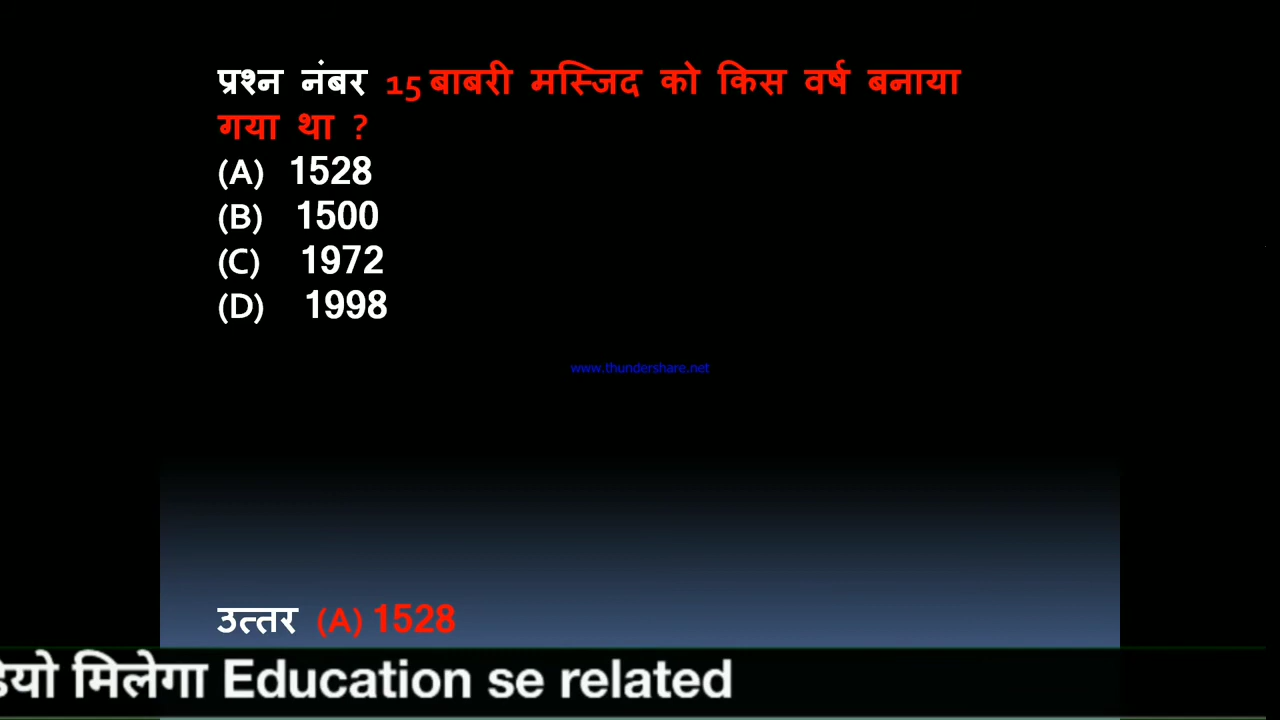 प्रश्न नंबर 15 बाबरी मस्जिद को किस वर्ष बनाया
गया था ?
(A) 1528
(B) 1500
(C) 1972
(D) 1998
www.thundershare.net
उत्तर (A) 1528
मिलेगा Education se related